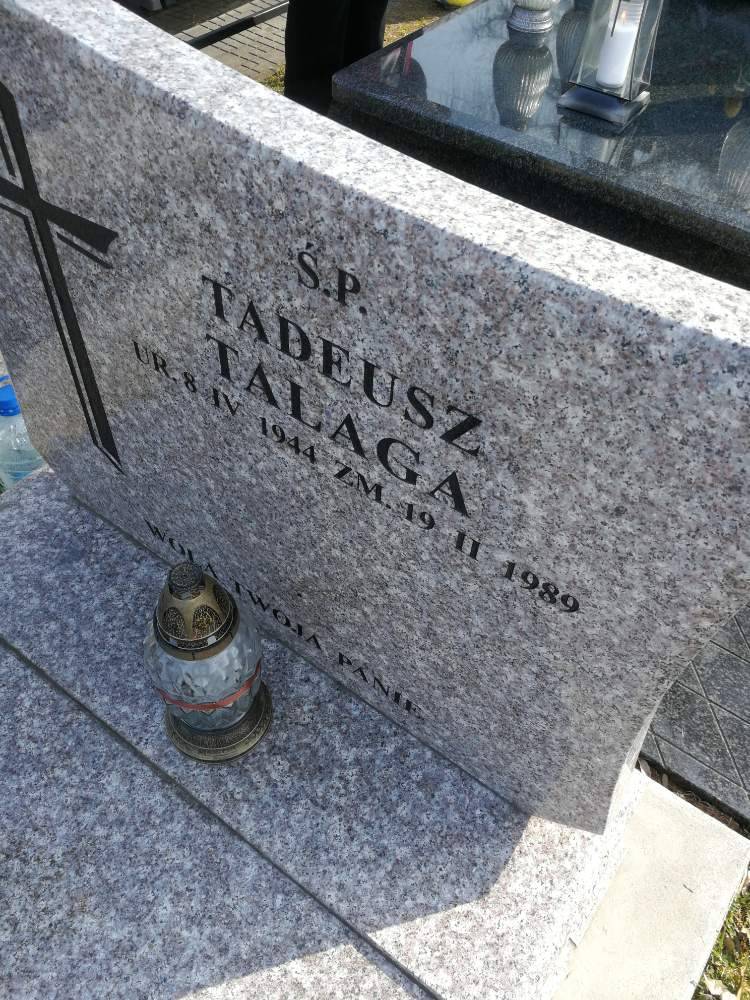 Ś.P.
TADEUSZ
TALAGA
UR. 8 IV 1944 ZM. 19 II 1989
WOLA TWOJA PANIE